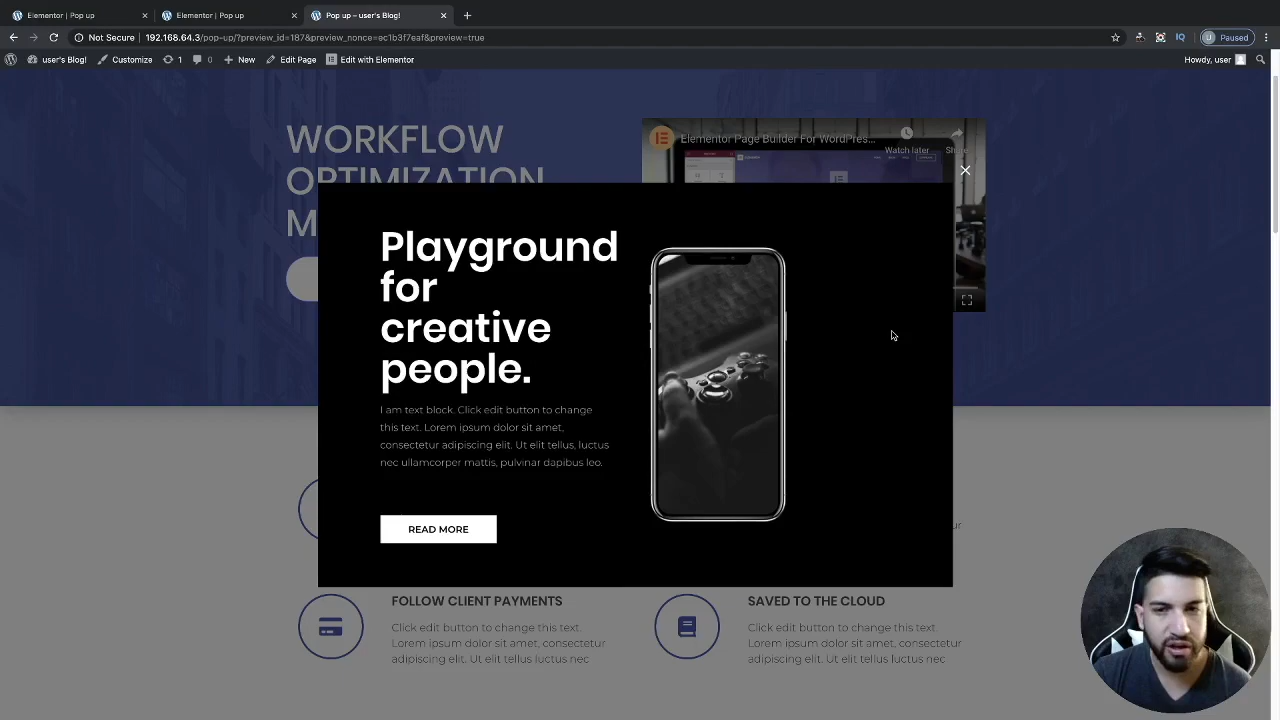 Elementor | Pop up
Elementor | Pop up
Pop up – user's Blog!
Not Secure
192.168.64.3/pop-up/?preview_id=187&preview_nonce=ec1b3f7eaf&preview=true
IQ
U Paused
user's Blog!
Customize
1
0
New
Edit Page
Edit with Elementor
Howdy, user
WORKFLOW
OPTIMIZATION
M
Elementor Page Builder For WordPres...
Watch later
Share
Playground
for
creative
people.
I am text block. Click edit button to change
this text. Lorem ipsum dolor sit amet,
consectetur adipiscing elit. Ut elit tellus, luctus
nec ullamcorper mattis, pulvinar dapibus leo.
READ MORE
ur
FOLLOW CLIENT PAYMENTS
Click edit button to change this text.
Lorem ipsum dolor sit amet, consectetur
adipiscing elit. Ut elit tellus luctus nec
SAVED TO THE CLOUD
Click edit button to change this text.
Lorem ipsum dolor sit amet, consectetur
adipiscing elit. Ut elit tellus luctus nec